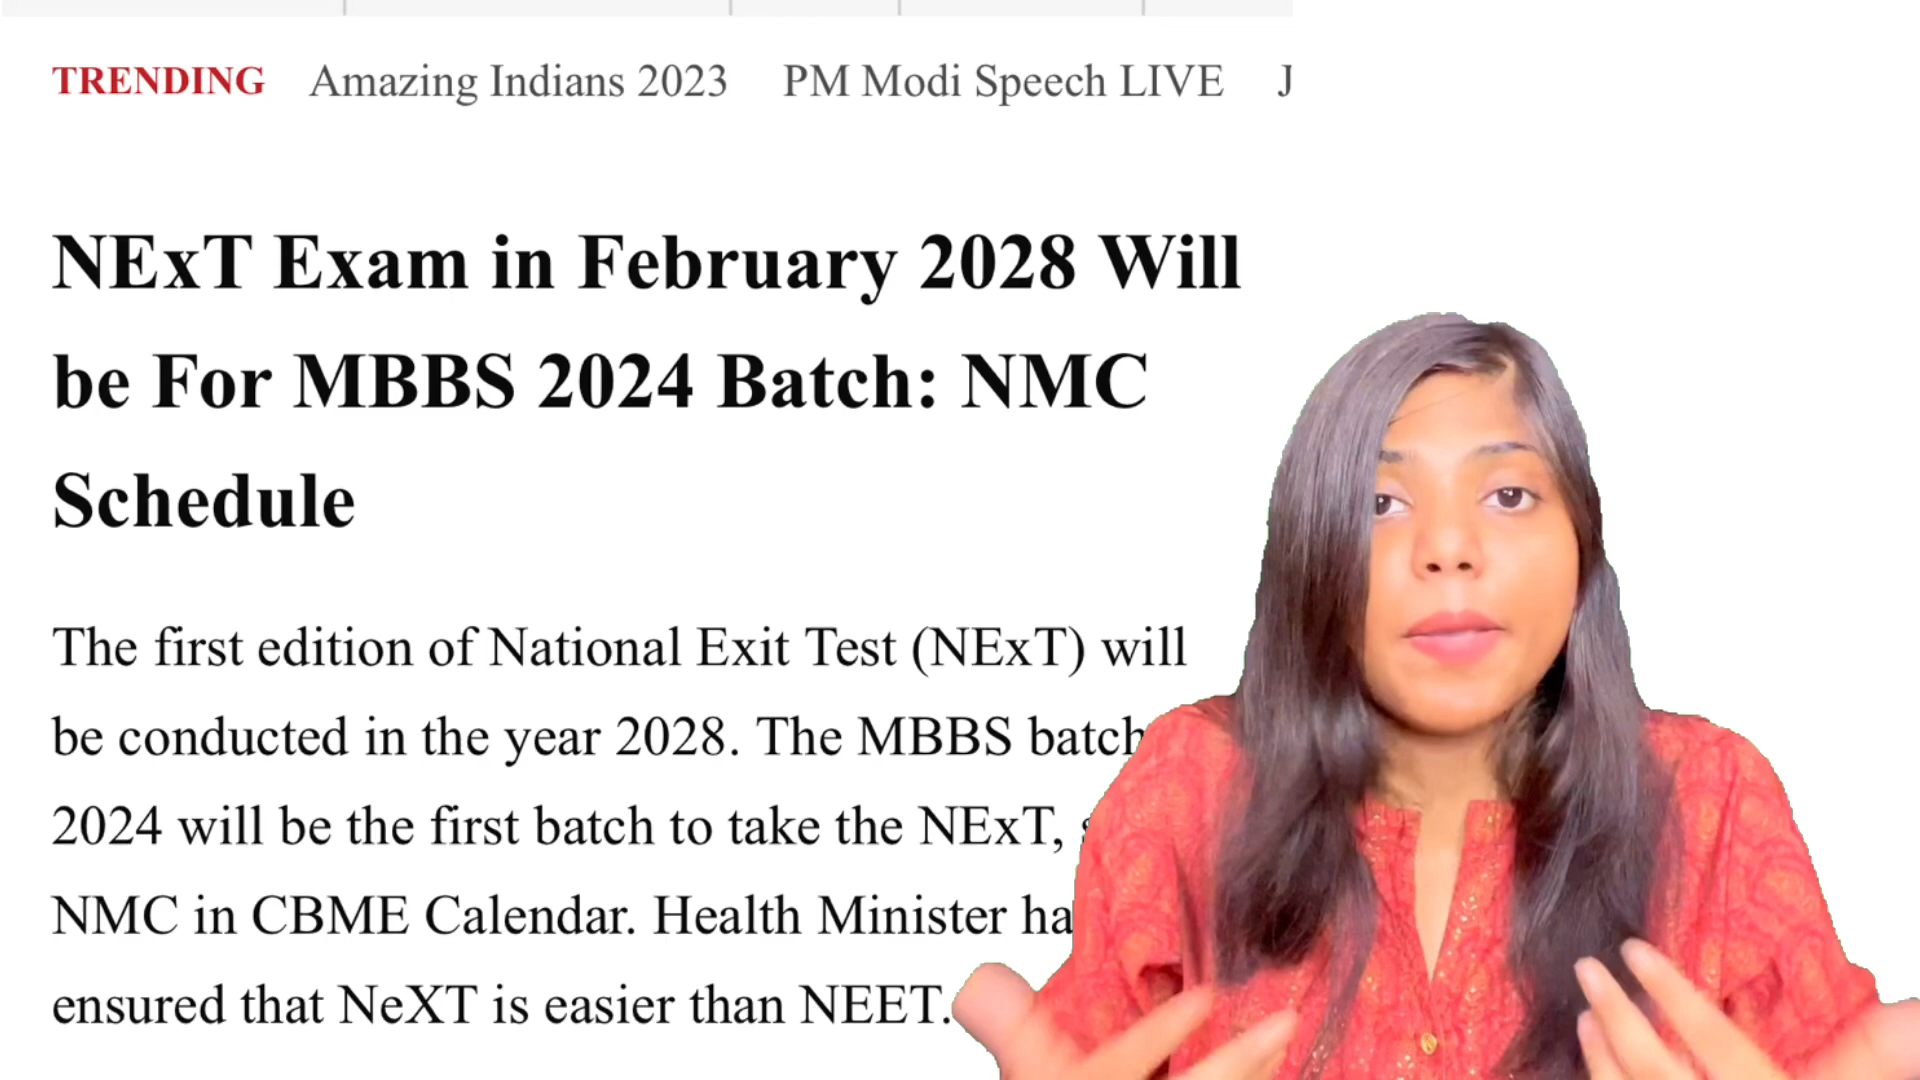 TRENDING Amazing Indians 2023 PM Modi Speech LIVE J
NExT Exam in February 2028 Will
be For MBBS 2024 Batch: NMC
Schedule
The first edition of National Exit Test (NExT) will
be conducted in the year 2028. The MBBS batch
2024 will be the first batch to take the NExT,
NMC in CBME Calendar. Health Minister ha
ensured that NeXT is easier than NEET.